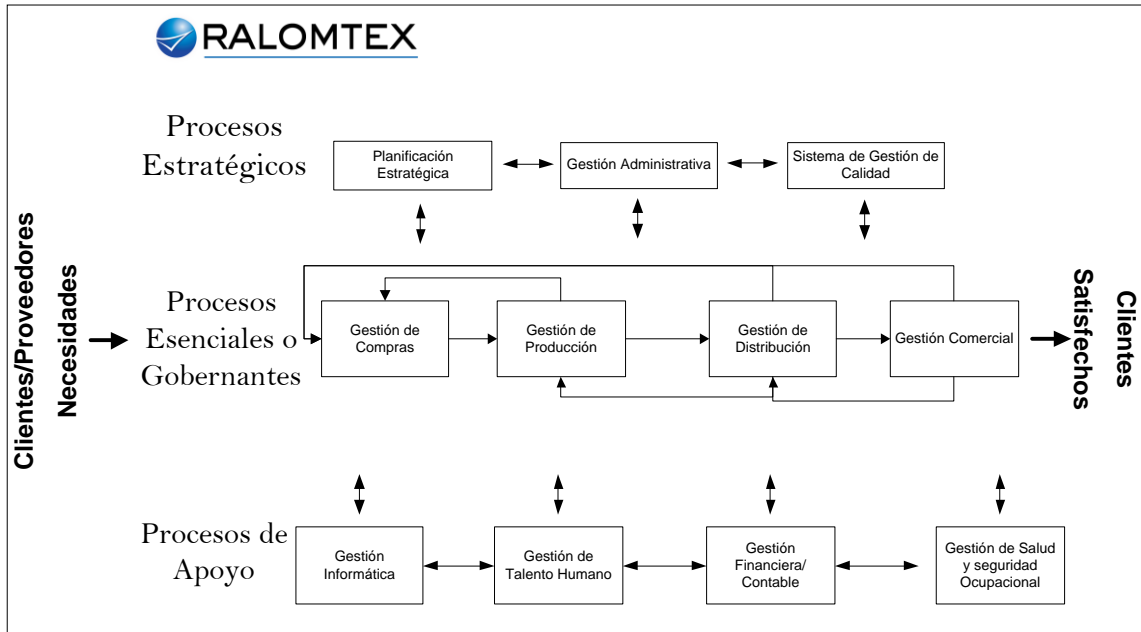 RALOMTEX
Procesos
Estratégicos
Planificación
Estratégica
Gestión Administrativa
Sistema de Gestión de
Calidad
Clientes/Proveedores
Necesidades
Procesos
Esenciales o
Gobernantes
Gestión de
Compras
Gestión de
Producción
Gestión de
Distribución
Gestión Comercial
Clientes
Satisfechos
Procesos de
Apoyo
Gestión
Informática
Gestión de
Talento Humano
Gestión
Financiera/
Contable
Gestión de Salud
y seguridad
Ocupacional